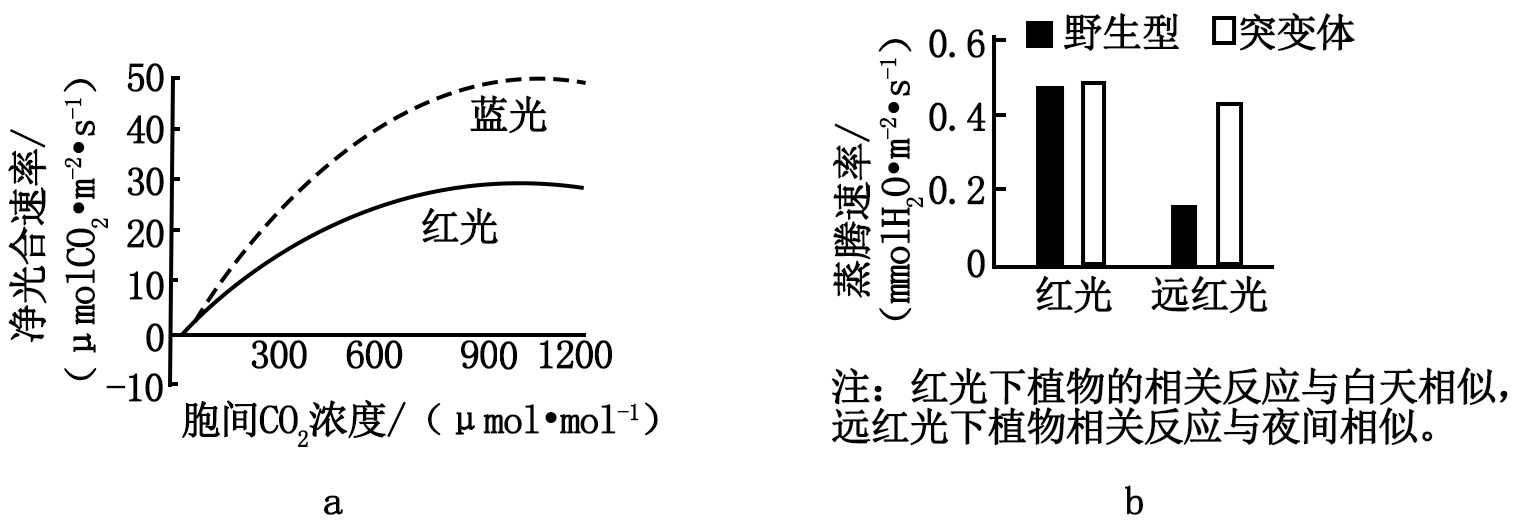 净光合速率/
(μmolCO₂•m⁻²•s⁻¹)
50
40
30
20
10
0
-10
蓝光
红光
300 600 900 1200
胞间CO₂浓度/(μmol•mol⁻¹)
a
蒸腾速率/
(mmolH₂O•m⁻²•s⁻¹)
0.6
0.4
0.2
0
野生型 突变体
红光 远红光
注：红光下植物的相关反应与白天相似，
远红光下植物相关反应与夜间相似。
b